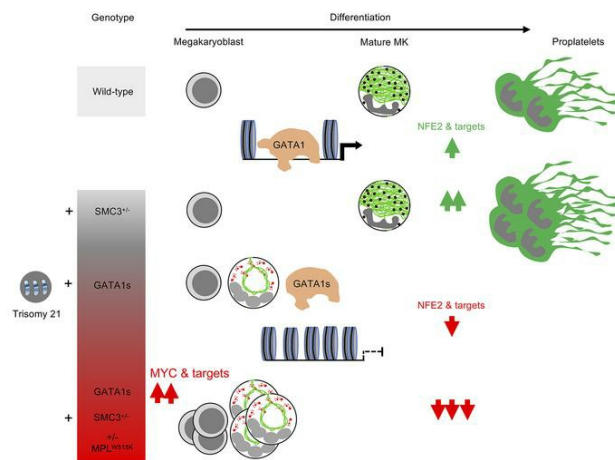 Genotype
Differentiation
Megakaryoblast
Mature MK
Proplatelets
Wild-type
GATA1
NFE2 & targets
+ SMC3+/-
Trisomy 21
+ GATA1s
GATA1s
NFE2 & targets
MYC & targets
GATA1s
+ SMC3+/-
+/-
MPLW515K